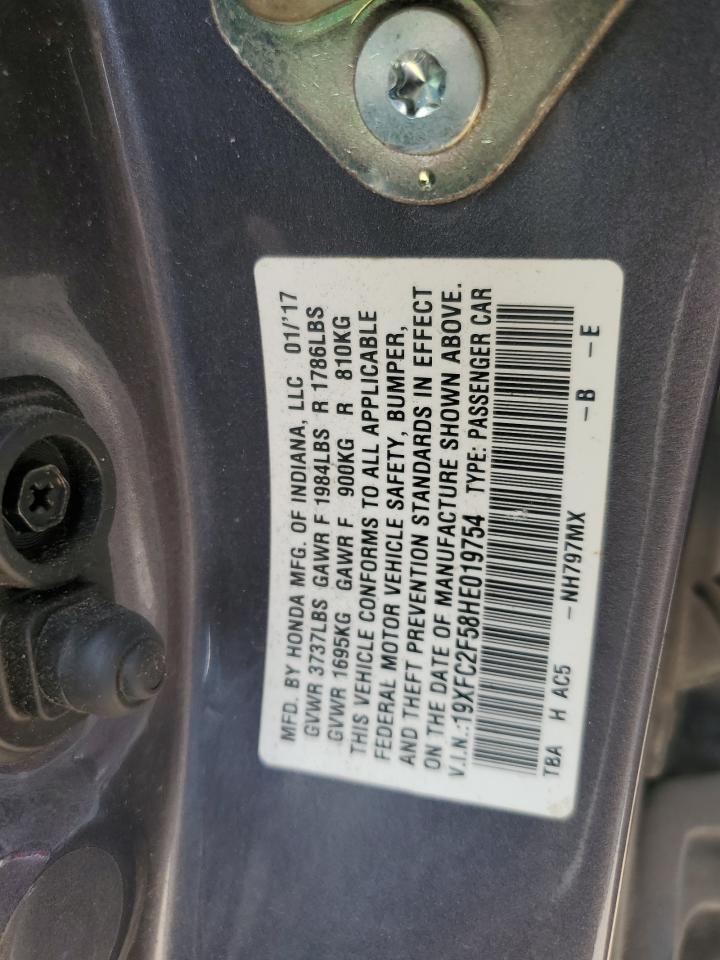 MFD. BY HONDA MFG. OF INDIANA, LLC 01/'17
GVWR 3737LBS GAWR F 1984LBS R 1786LBS
GVWR 1695KG GAWR F 900KG R 810KG
THIS VEHICLE CONFORMS TO ALL APPLICABLE
FEDERAL MOTOR VEHICLE SAFETY, BUMPER,
AND THEFT PREVENTION STANDARDS IN EFFECT
ON THE DATE OF MANUFACTURE SHOWN ABOVE.
V.I.N.:19XFC2F58HE019754 TYPE: PASSENGER CAR
TBA H AC5 -NH797MX -B -E